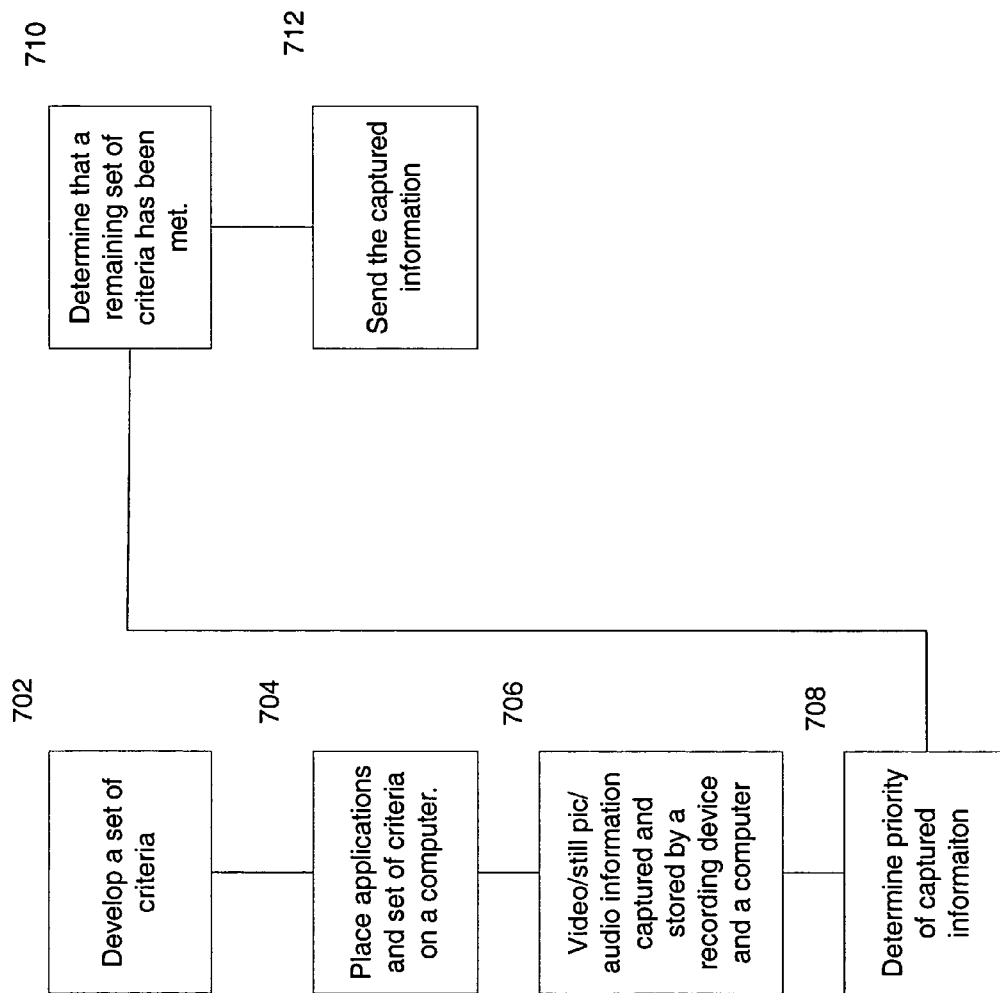 702
Develop a set of
criteria
704
Place applications
and set of criteria
on a computer.
706
Video/still pic/
audio information
captured and
stored by a
recording device
and a computer
708
Determine priority
of captured
informaiton
710
Determine that a
remaining set of
criteria has been
met.
712
Send the captured
information